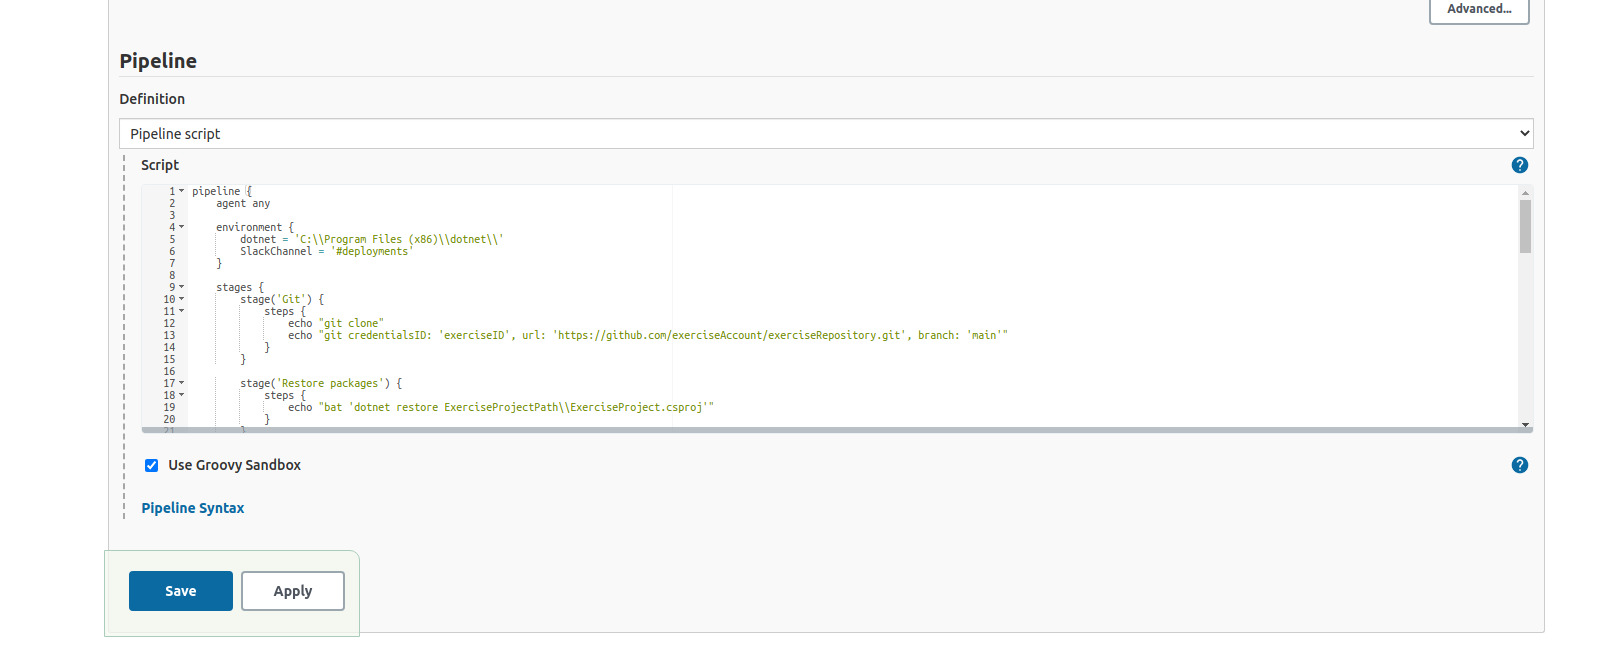 Advanced...
Pipeline
Definition
Pipeline script
Script
?
1 pipeline {
2     agent any
3
4     environment {
5         dotnet = 'C:\\Program Files (x86)\\dotnet\\'
6         SlackChannel = '#deployments'
7     }
8
9     stages {
10         stage('Git') {
11             steps {
12                 echo "git clone"
13                 echo "git credentialsID: 'exerciseID', url: 'https://github.com/exerciseAccount/exerciseRepository.git', branch: 'main'"
14             }
15         }
16
17         stage('Restore packages') {
18             steps {
19                 echo "bat 'dotnet restore ExerciseProjectPath\\ExerciseProject.csproj'"
20             }
21         }
Use Groovy Sandbox
?
Pipeline Syntax
Save Apply